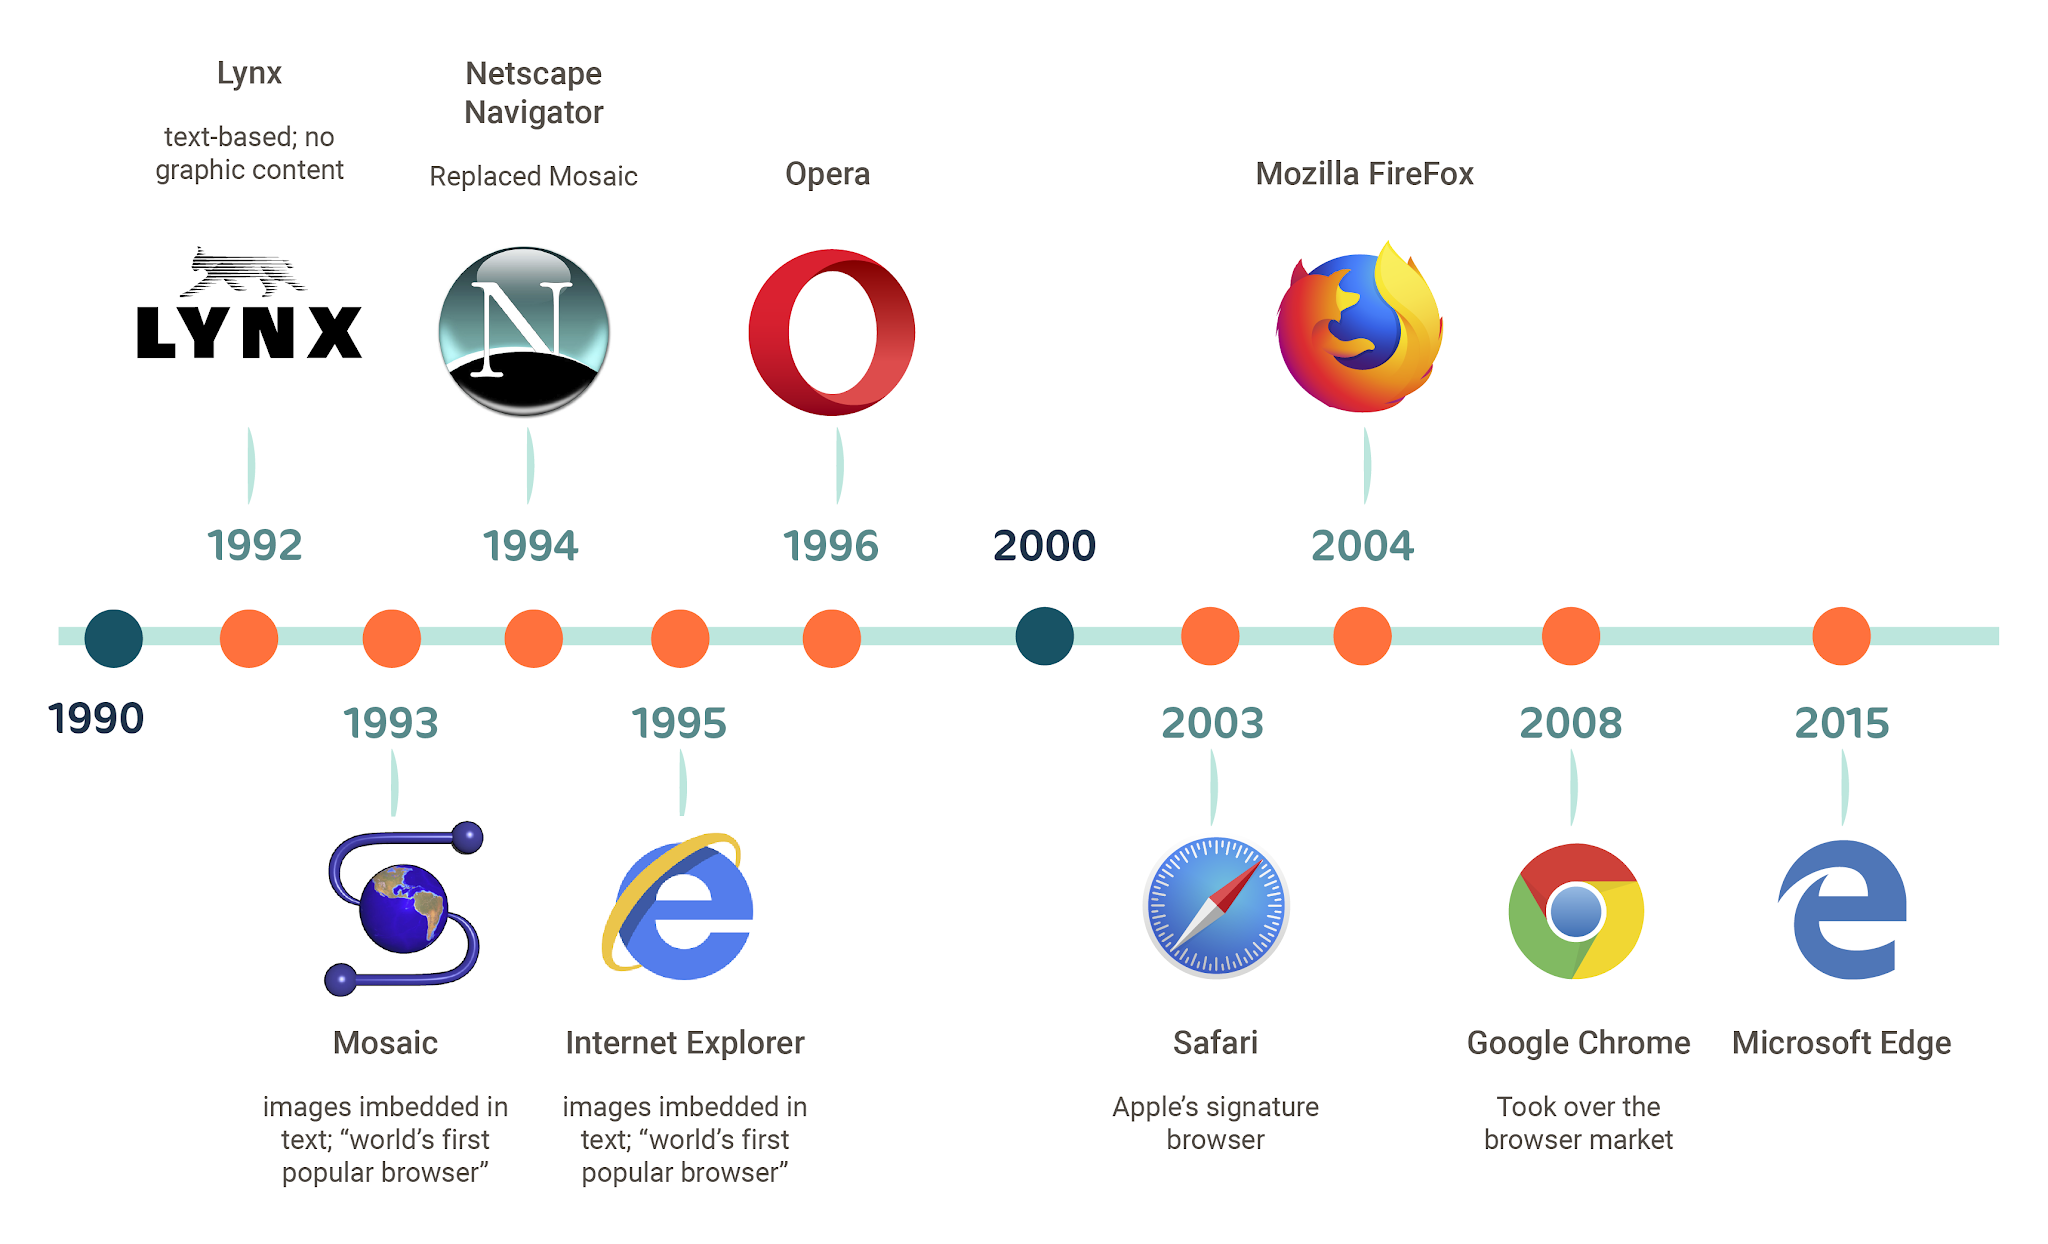 Lynx
text-based; no
graphic content
LYNX
Netscape
Navigator
Replaced Mosaic
N
Opera
Mozilla FireFox
1992
1994
1996
2000
2004
1990
1993
1995
2003
2008
2015
Mosaic
images imbedded in
text; “world’s first
popular browser”
Internet Explorer
images imbedded in
text; “world’s first
popular browser”
Safari
Apple’s signature
browser
Google Chrome
Took over the
browser market
Microsoft Edge